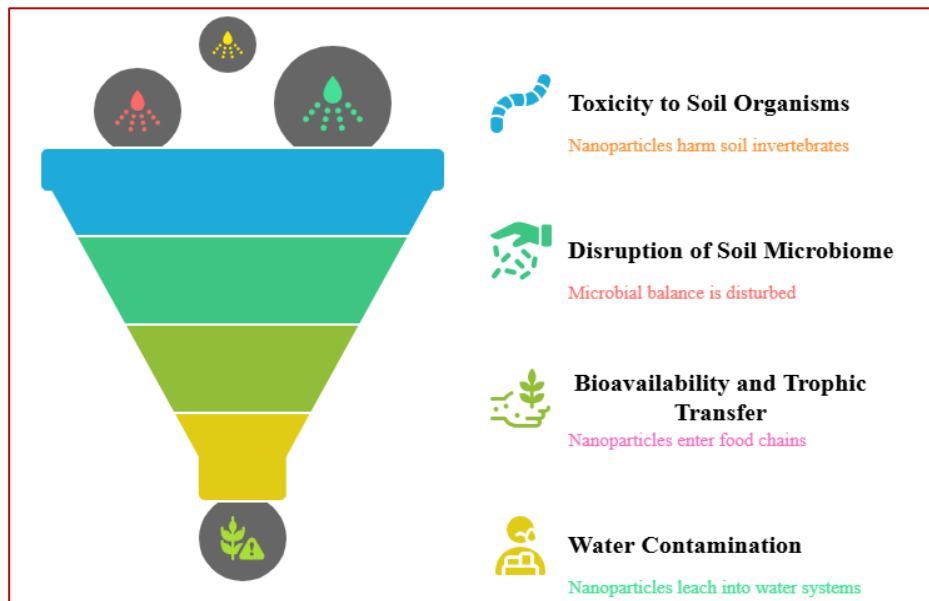 Toxicity to Soil Organisms
Nanoparticles harm soil invertebrates
Disruption of Soil Microbiome
Microbial balance is disturbed
Bioavailability and Trophic
Transfer
Nanoparticles enter food chains
Water Contamination
Nanoparticles leach into water systems